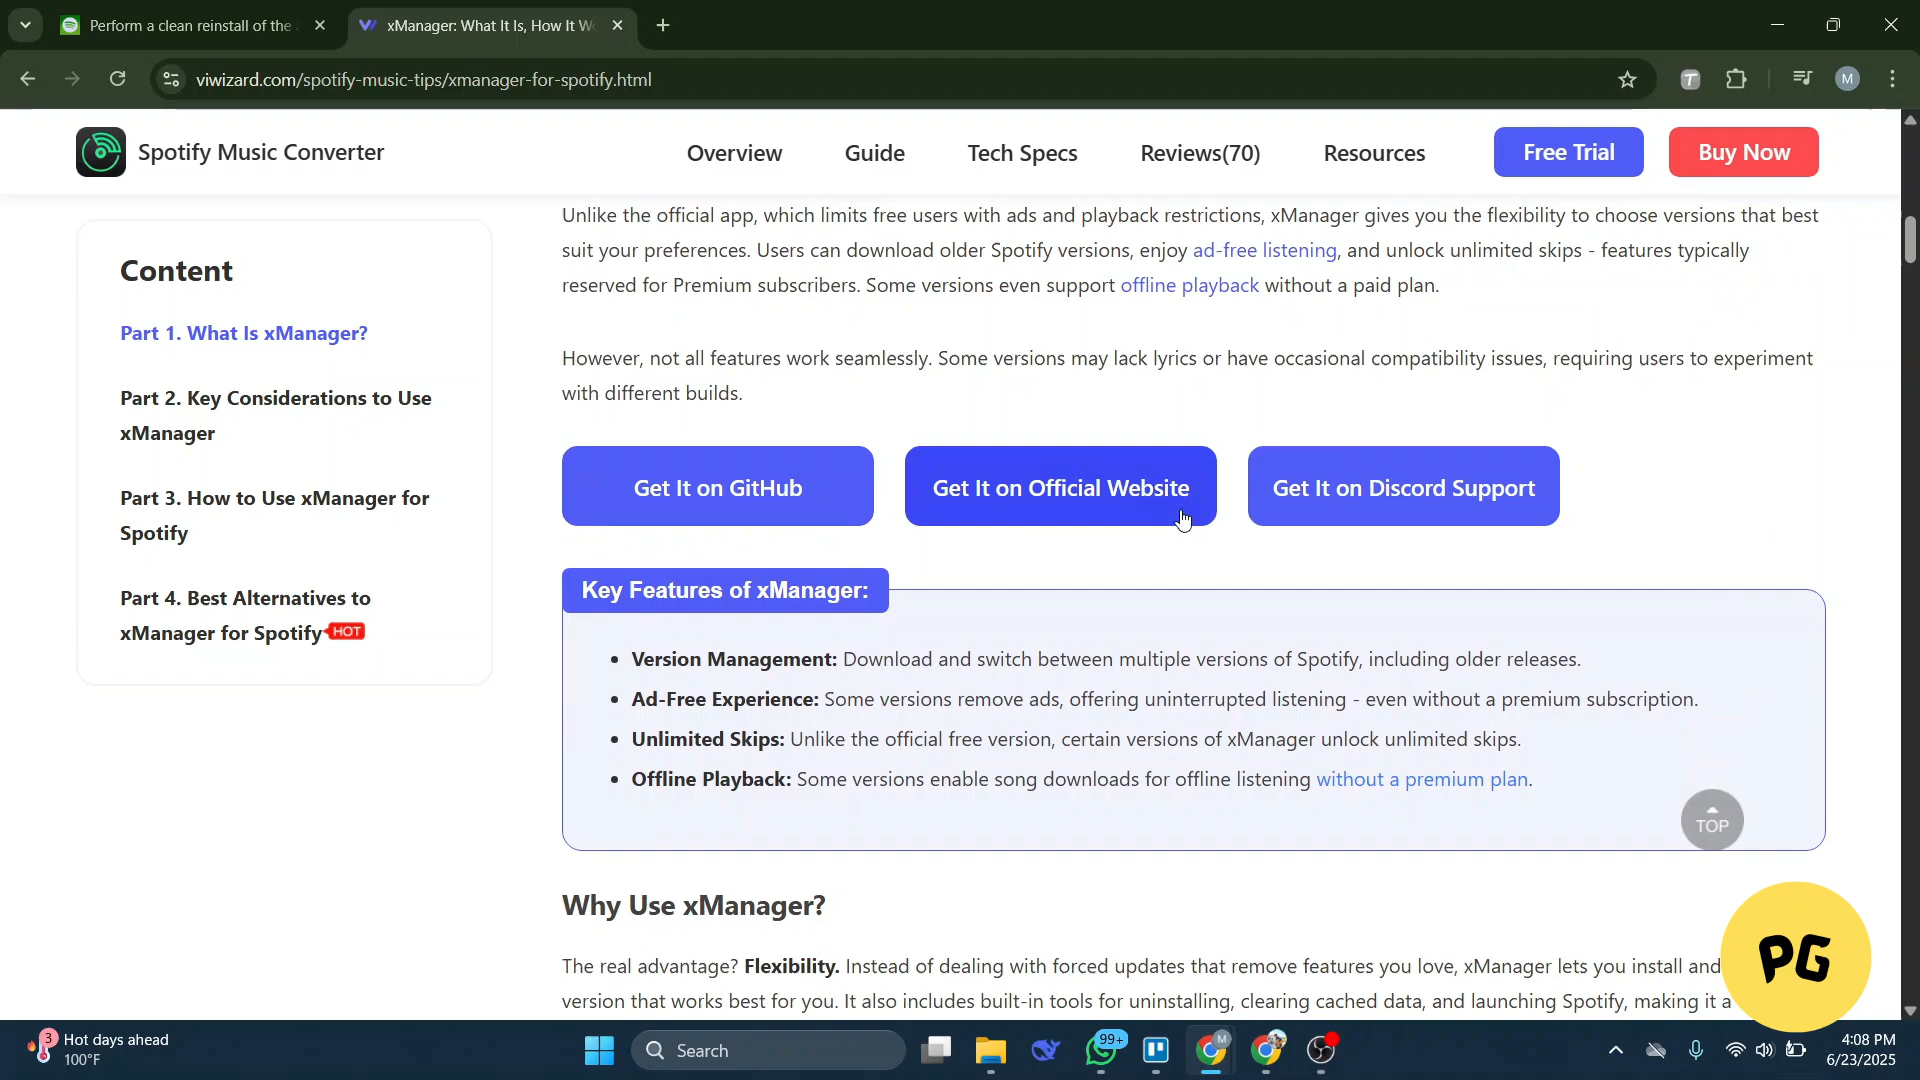 Perform a clean reinstall of the
xManager: What It Is, How It Wo
viwizard.com/spotify-music-tips/xmanager-for-spotify.html
M
Spotify Music Converter
Overview
Guide
Tech Specs
Reviews(70)
Resources
Free Trial
Buy Now
Content
Part 1. What Is xManager?
Part 2. Key Considerations to Use
xManager
Part 3. How to Use xManager for
Spotify
Part 4. Best Alternatives to
xManager for Spotify HOT
Unlike the official app, which limits free users with ads and playback restrictions, xManager gives you the flexibility to choose versions that best
suit your preferences. Users can download older Spotify versions, enjoy ad-free listening, and unlock unlimited skips - features typically
reserved for Premium subscribers. Some versions even support offline playback without a paid plan.
However, not all features work seamlessly. Some versions may lack lyrics or have occasional compatibility issues, requiring users to experiment
with different builds.
Get It on GitHub
Get It on Official Website
Get It on Discord Support
Key Features of xManager:
• Version Management: Download and switch between multiple versions of Spotify, including older releases.
• Ad-Free Experience: Some versions remove ads, offering uninterrupted listening - even without a premium subscription.
• Unlimited Skips: Unlike the official free version, certain versions of xManager unlock unlimited skips.
• Offline Playback: Some versions enable song downloads for offline listening without a premium plan.
TOP
Why Use xManager?
The real advantage? Flexibility. Instead of dealing with forced updates that remove features you love, xManager lets you install and
version that works best for you. It also includes built-in tools for uninstalling, clearing cached data, and launching Spotify, making it a
PG
3
Hot days ahead
100°F
Search
99+
M
4:08 PM
6/23/2025